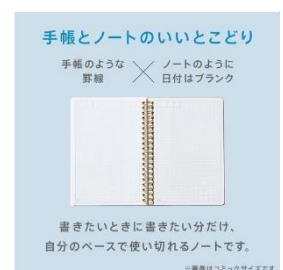 手帳とノートのいいとこどり
手帳のような
罫線
ノートのように
日付はブランク
書きたいときに書きたい分だけ、
自分のペースで使い切れるノートです。
※画像はコミックサイズです。